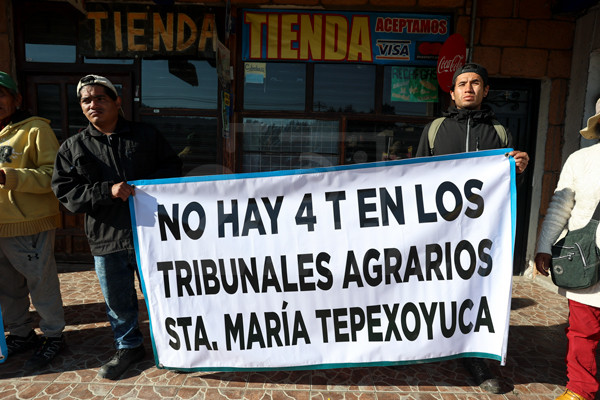 TIENDA
TIENDA
ACEPTAMOS
VISA
Coca-Cola
NO HAY 4 T EN LOS
TRIBUNALES AGRARIOS
STA. MARÍA TEPEXOYUCA